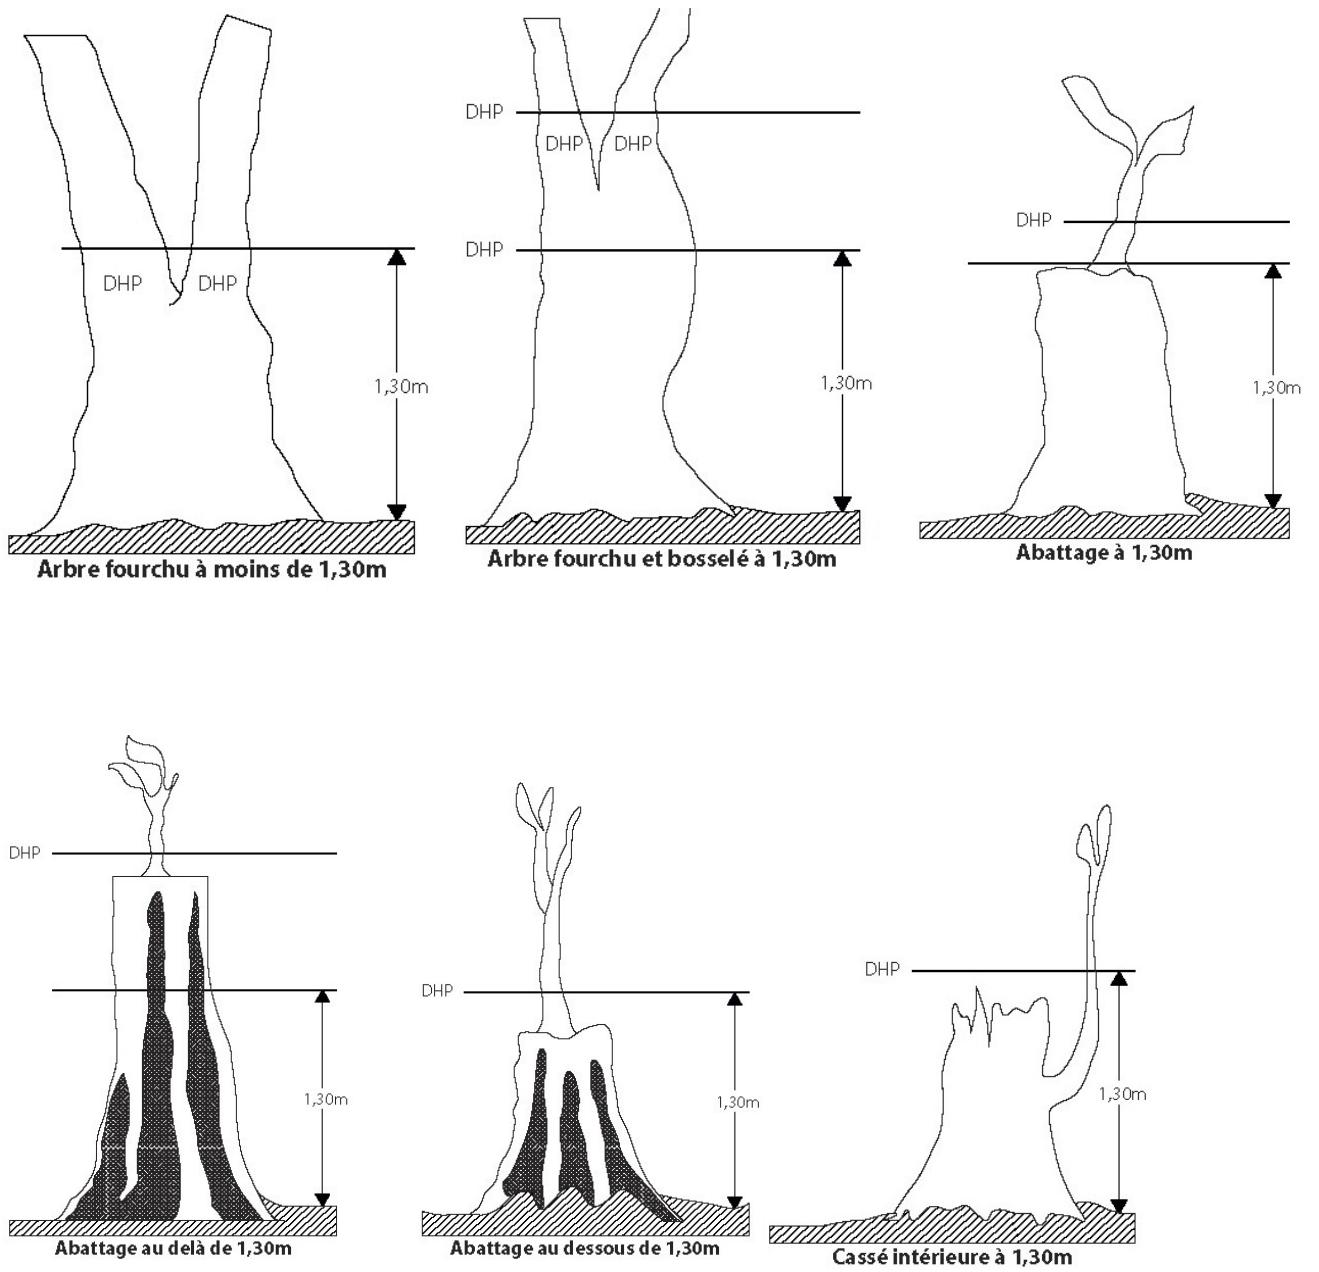 DHP DHP
1,30m
Arbre fourchu à moins de 1,30m
DHP
DHP DHP
DHP
1,30m
Arbre fourchu et bosselé à 1,30m
DHP
1,30m
Abattage à 1,30m
DHP
1,30m
Abattage au delà de 1,30m
DHP
1,30m
Abattage au dessous de 1,30m
DHP
1,30m
Cassé intérieure à 1,30m